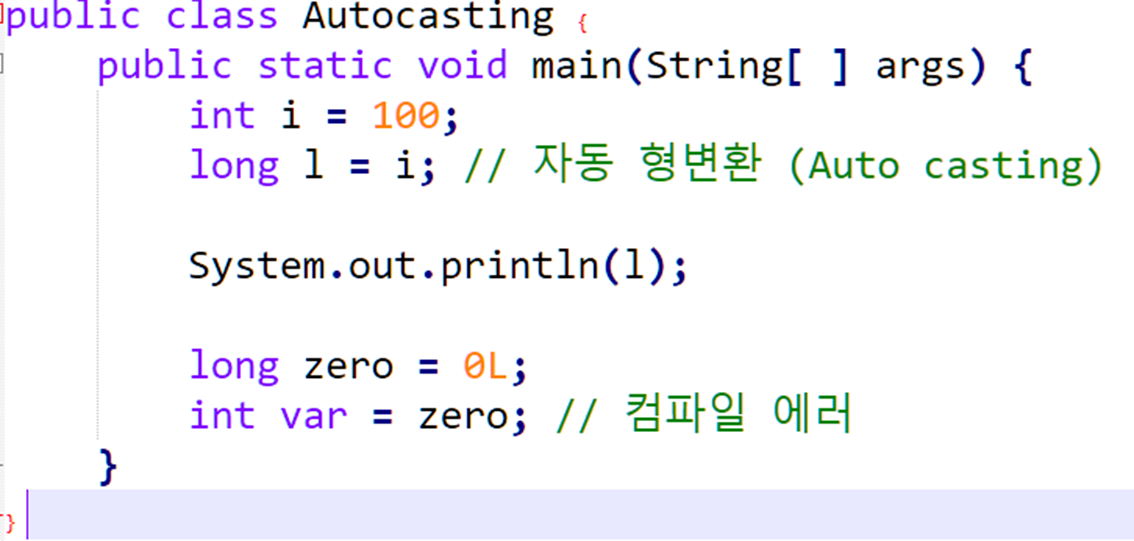 public class Autocasting {
public static void main(String[ ] args) {
int i = 100;
long l = i; // 자동 형변환 (Auto casting)
System.out.println(l);
long zero = 0L;
int var = zero; // 컴파일 에러
}
}